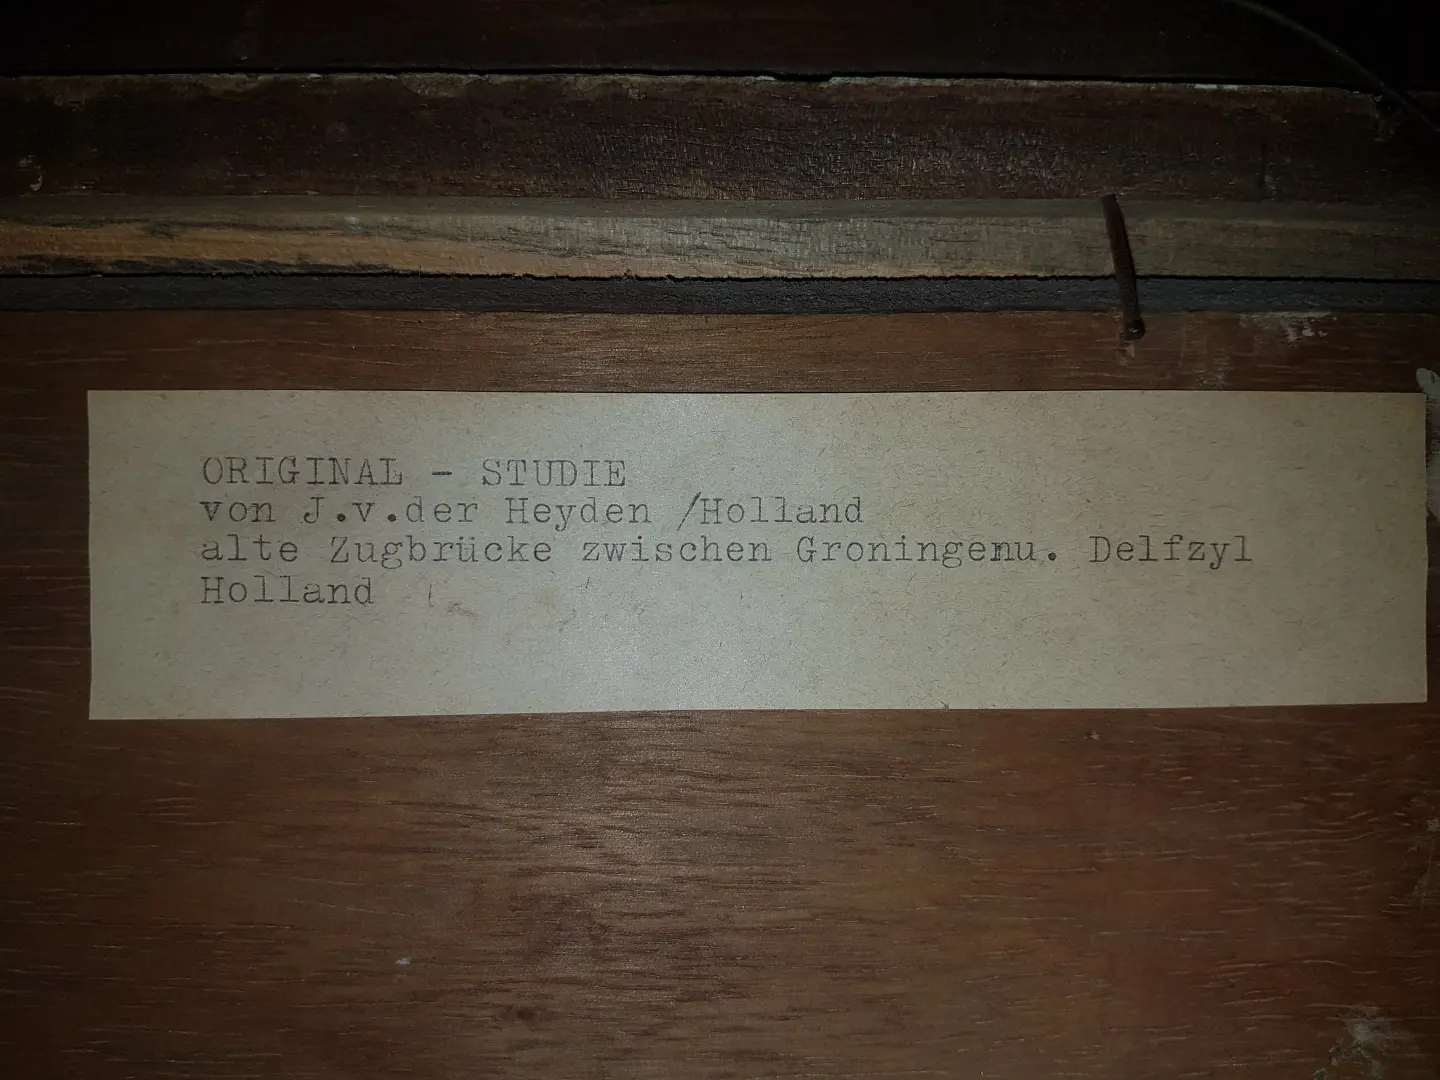 ORIGINAL - STUDIE
von J.v.der Heyden /Holland
alte Zugbrücke zwischen Groningenu. Delfzyl
Holland